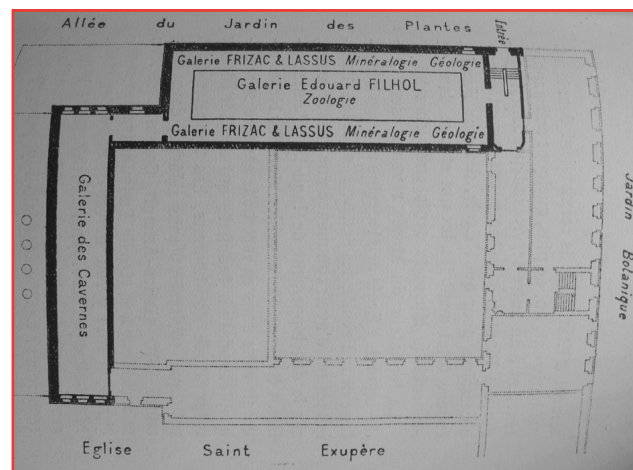 Allée du Jardin des Plantes
Entrée
Galerie FRIZAC & LASSUS Minéralogie Géologie
Galerie Edouard FILHOL
Zoologie
Galerie FRIZAC & LASSUS Minéralogie Géologie
Galerie des Cavernes
Jardin Botanique
Eglise Saint Exupère